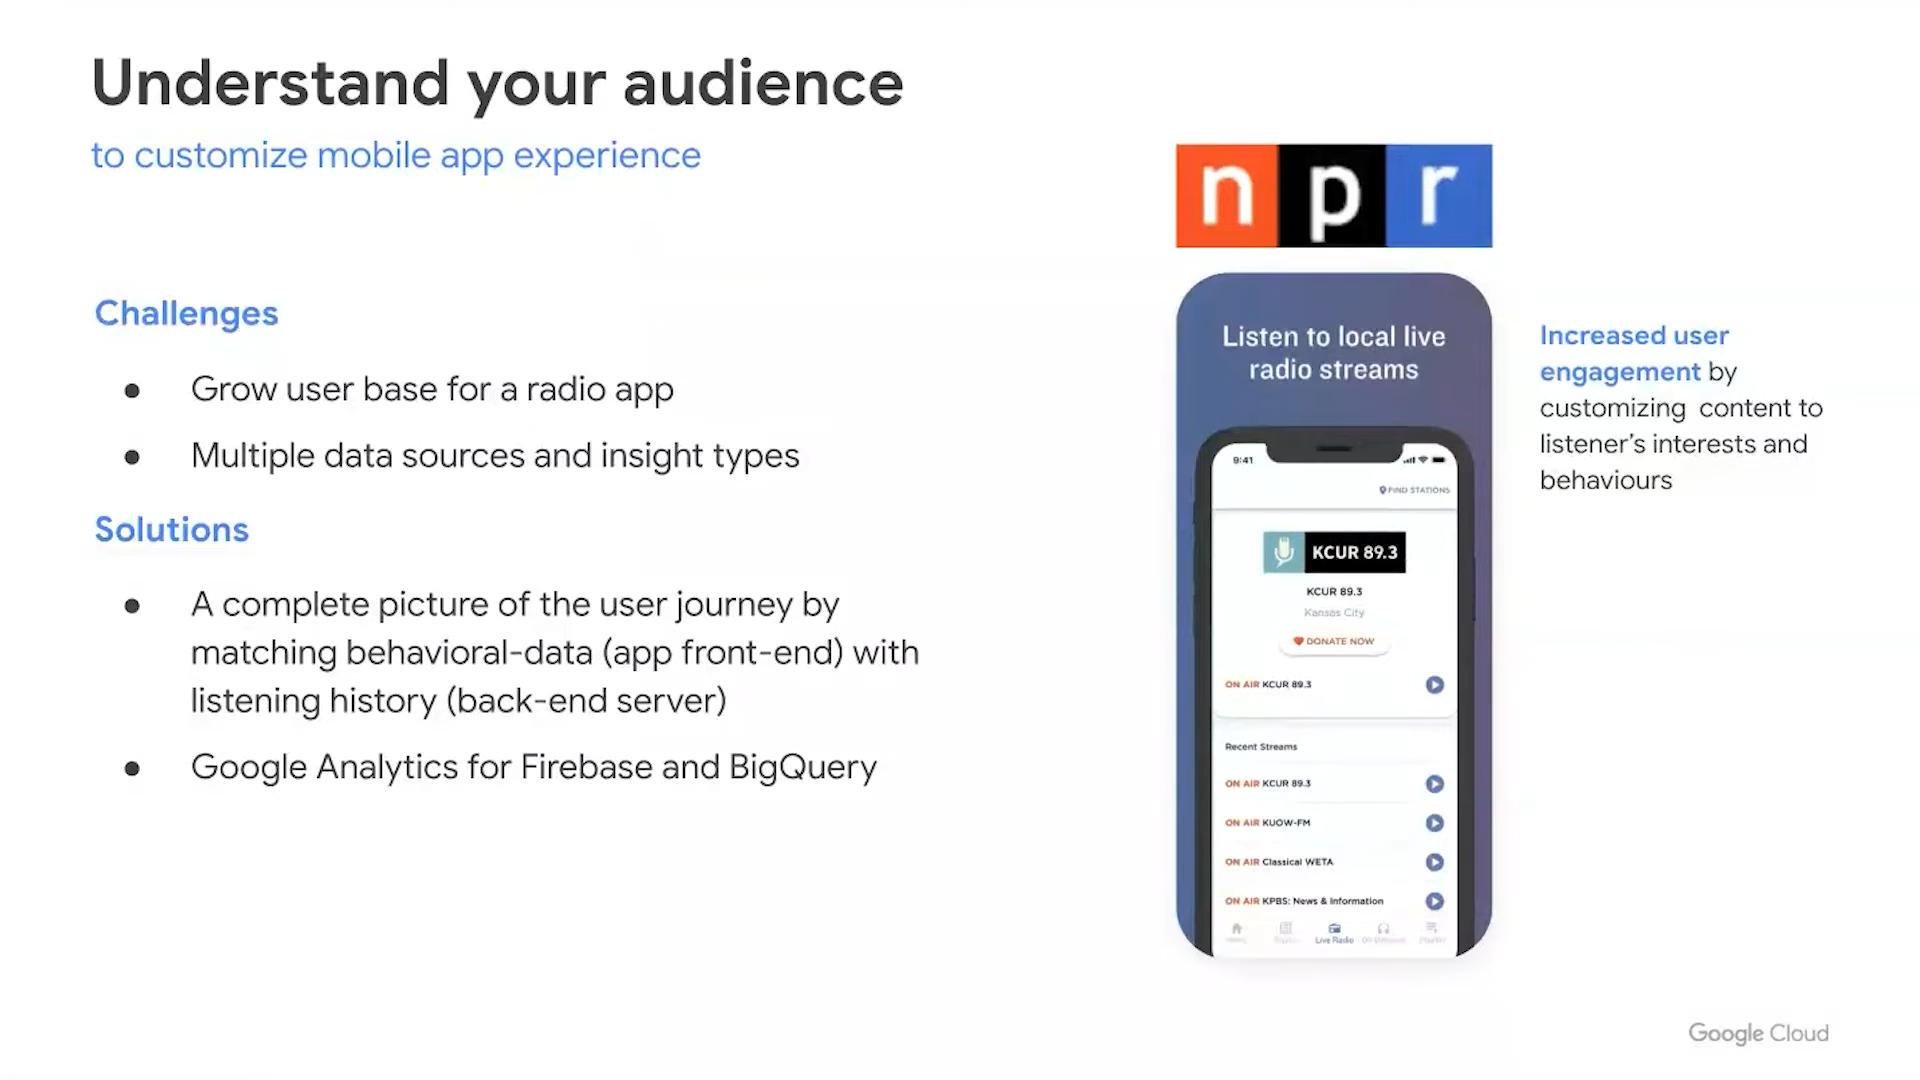 Understand your audience
to customize mobile app experience
Challenges
● Grow user base for a radio app
● Multiple data sources and insight types
Solutions
● A complete picture of the user journey by
matching behavioral-data (app front-end) with
listening history (back-end server)
● Google Analytics for Firebase and BigQuery
npr
Listen to local live
radio streams
9:41
FIND STATIONS
KCUR 89.3
KCUR 89.3
Kansas City
DONATE NOW
ON AIR KCUR 89.3
Recent Streams
ON AIR KCUR 89.3
ON AIR KUOW-FM
ON AIR Classical WETA
ON AIR KPBS: News & Information
Live Radio
Increased user
engagement by
customizing content to
listener's interests and
behaviours
Google Cloud